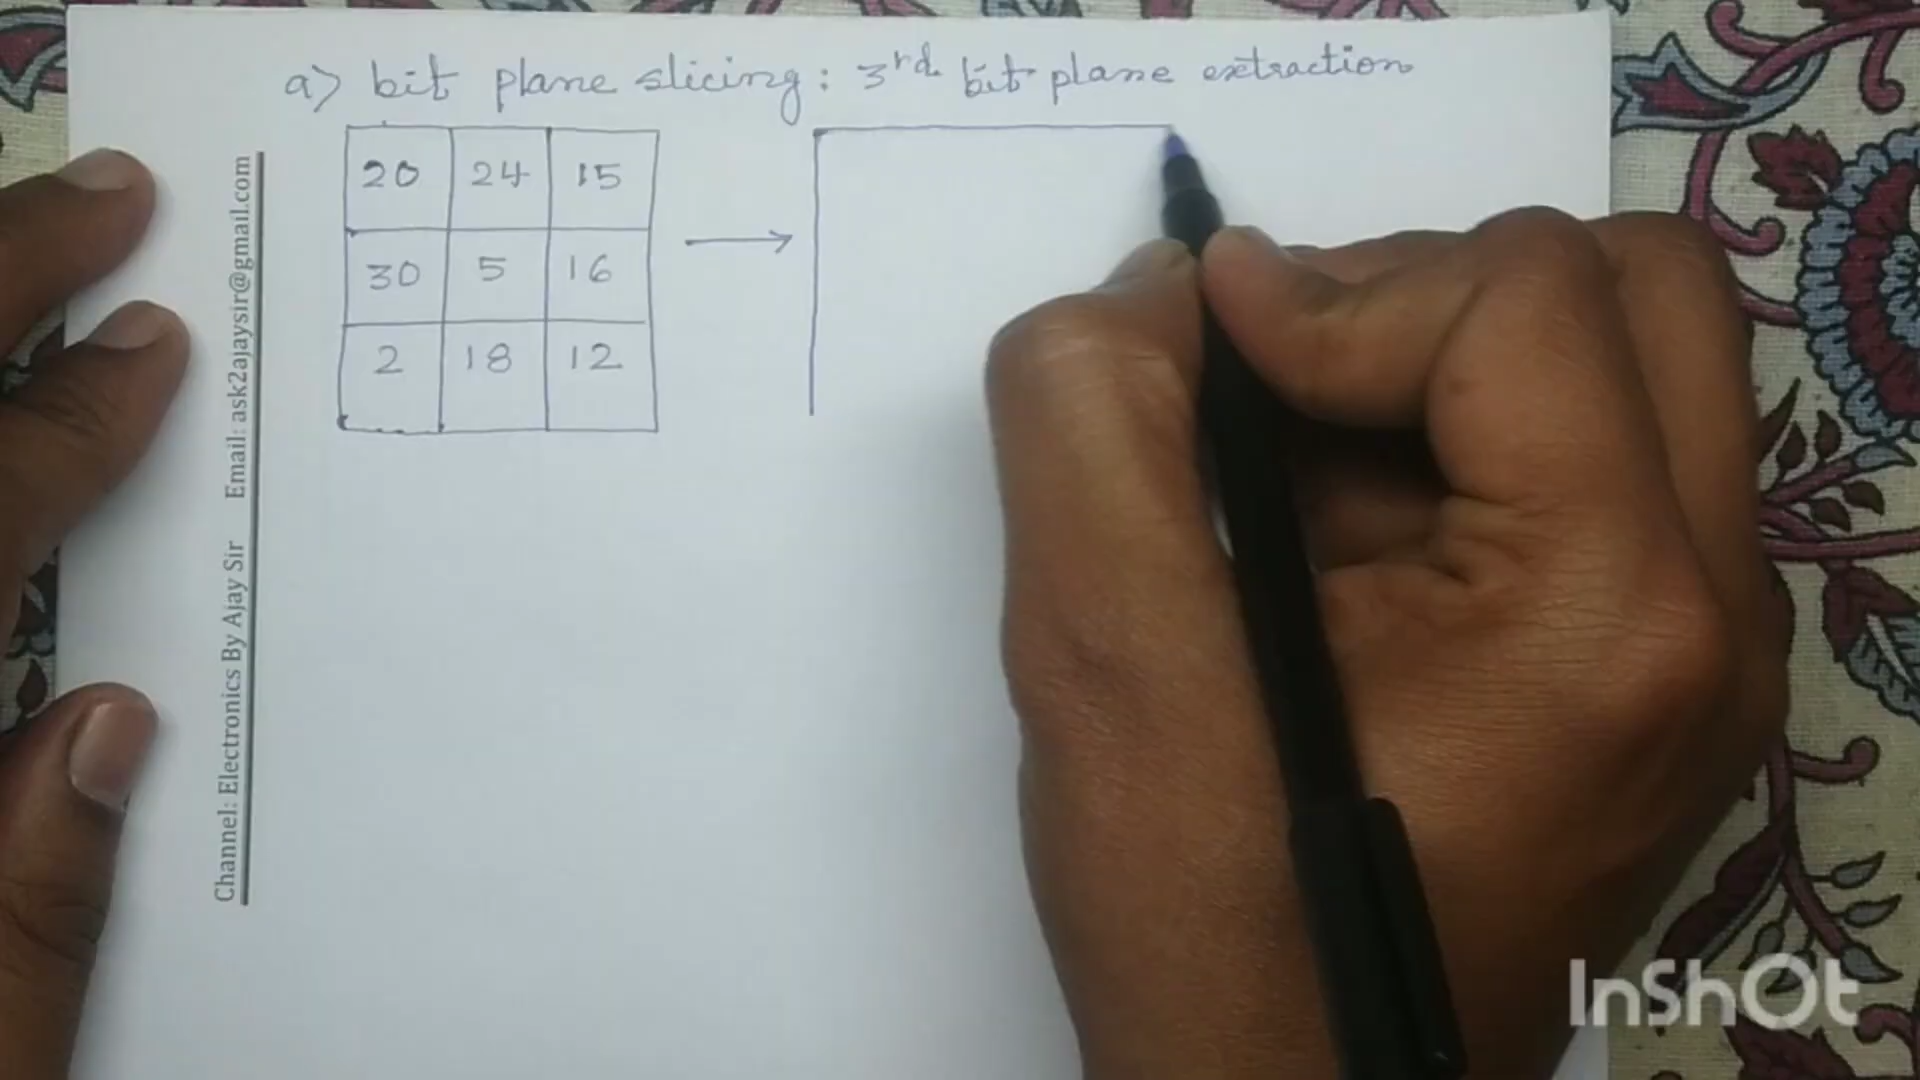 a) bit plane slicing: 3rd bit plane extraction
20 24 15
30 5 16
2 18 12
Channel: Electronics By Ajay Sir Email: ask2ajaysir@gmail.com
InShOt